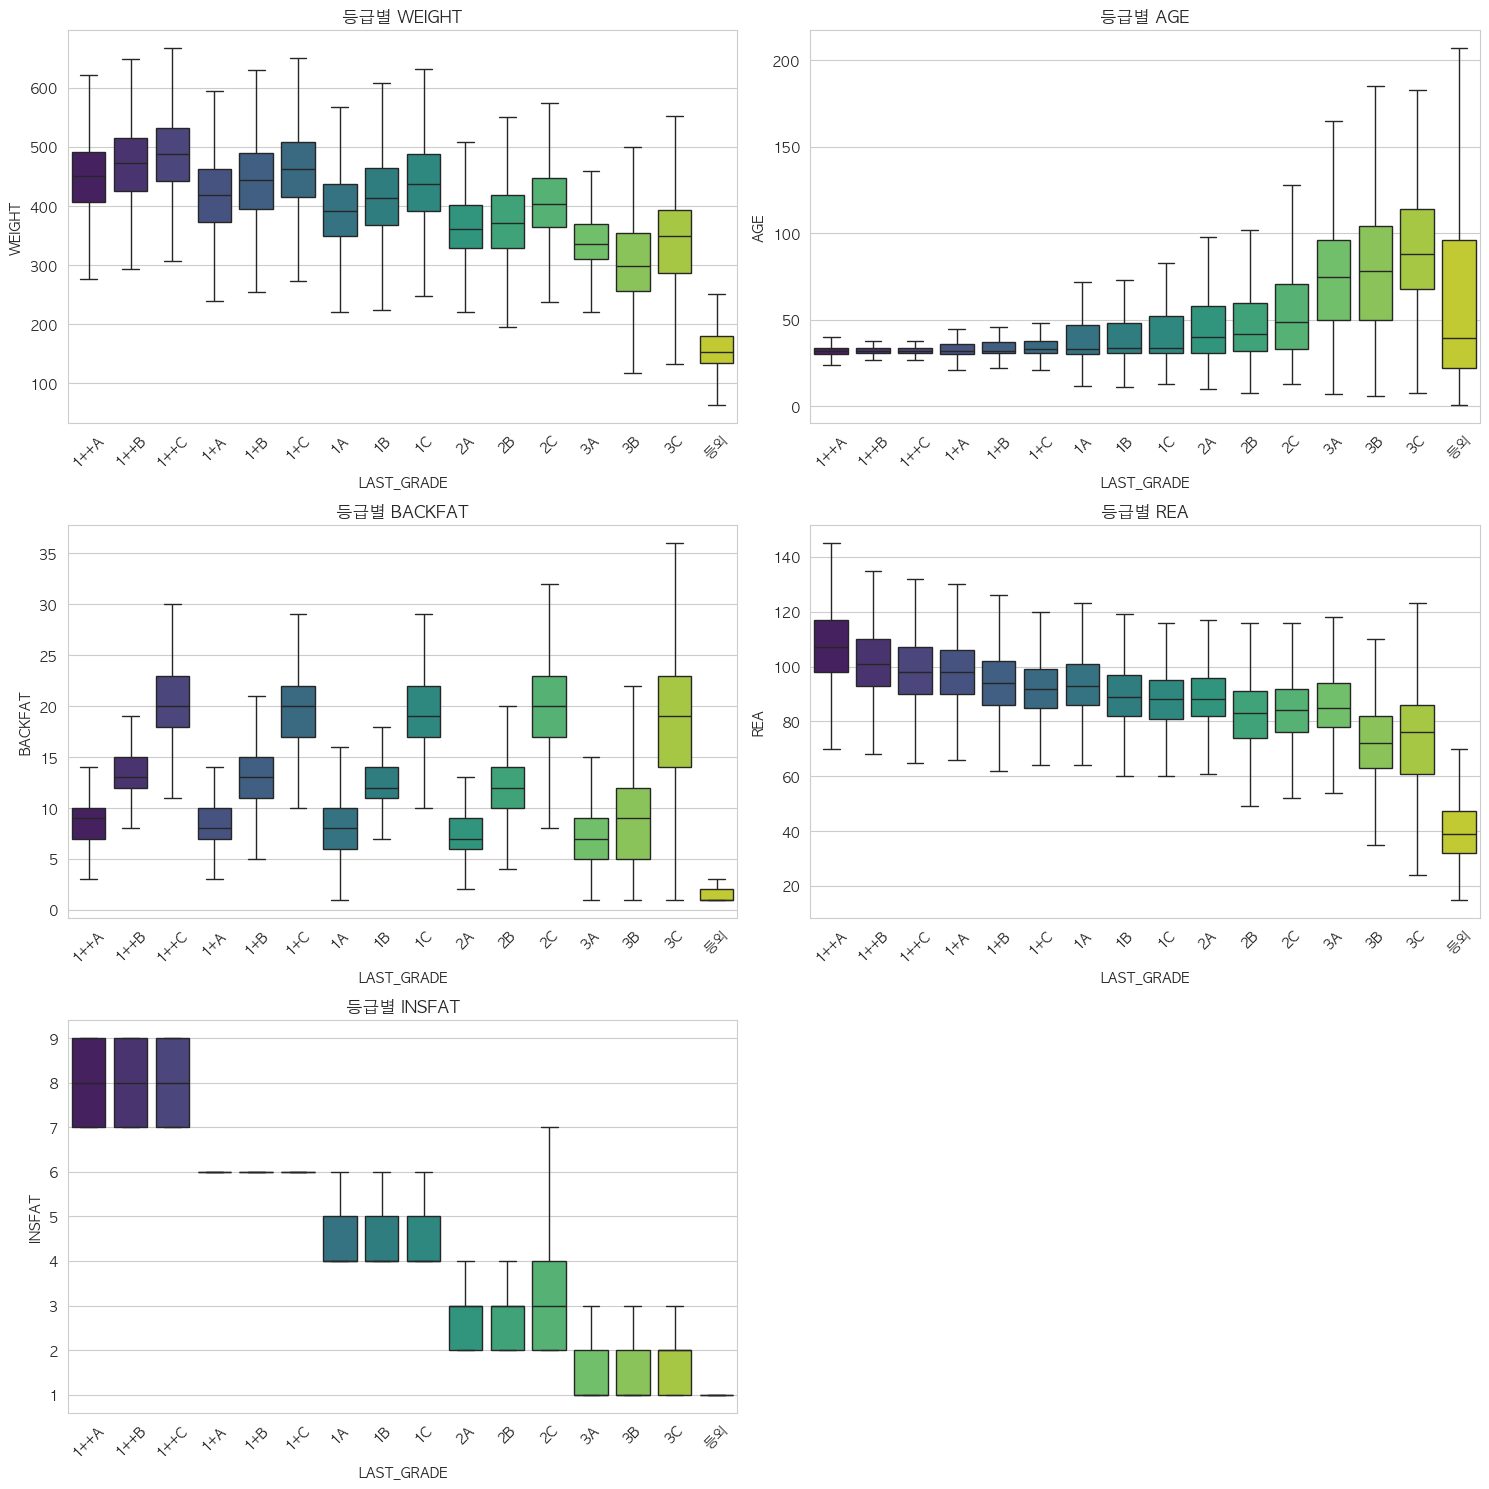 등급별 WEIGHT
WEIGHT
600
500
400
300
200
100
1++A 1++B 1++C 1+A 1+B 1+C 1A 1B 1C 2A 2B 2C 3A 3B 3C 등외
LAST_GRADE
등급별 AGE
AGE
200
150
100
50
0
1++A 1++B 1++C 1+A 1+B 1+C 1A 1B 1C 2A 2B 2C 3A 3B 3C 등외
LAST_GRADE
등급별 BACKFAT
BACKFAT
35
30
25
20
15
10
5
0
1++A 1++B 1++C 1+A 1+B 1+C 1A 1B 1C 2A 2B 2C 3A 3B 3C 등외
LAST_GRADE
등급별 REA
REA
140
120
100
80
60
40
20
1++A 1++B 1++C 1+A 1+B 1+C 1A 1B 1C 2A 2B 2C 3A 3B 3C 등외
LAST_GRADE
등급별 INSFAT
INSFAT
9
8
7
6
5
4
3
2
1
1++A 1++B 1++C 1+A 1+B 1+C 1A 1B 1C 2A 2B 2C 3A 3B 3C 등외
LAST_GRADE